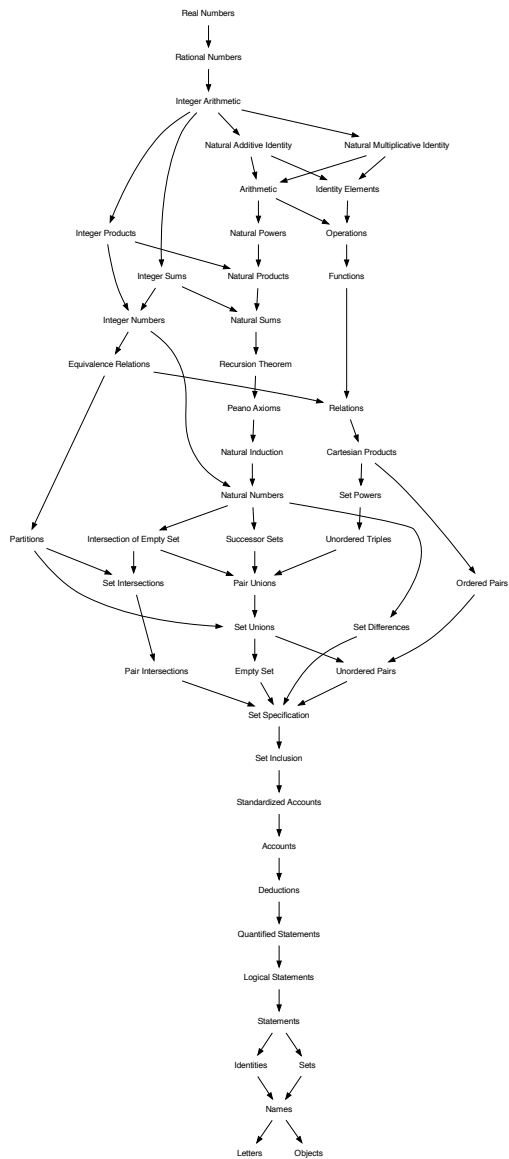 Real Numbers
Rational Numbers
Integer Arithmetic
Natural Additive Identity
Natural Multiplicative Identity
Arithmetic
Identity Elements
Integer Products
Natural Powers
Operations
Integer Sums
Natural Products
Functions
Integer Numbers
Natural Sums
Equivalence Relations
Recursion Theorem
Peano Axioms
Relations
Natural Induction
Cartesian Products
Natural Numbers
Set Powers
Partitions
Intersection of Empty Set
Successor Sets
Unordered Triples
Set Intersections
Pair Unions
Ordered Pairs
Set Unions
Set Differences
Pair Intersections
Empty Set
Unordered Pairs
Set Specification
Set Inclusion
Standardized Accounts
Accounts
Deductions
Quantified Statements
Logical Statements
Statements
Identities
Sets
Names
Letters
Objects